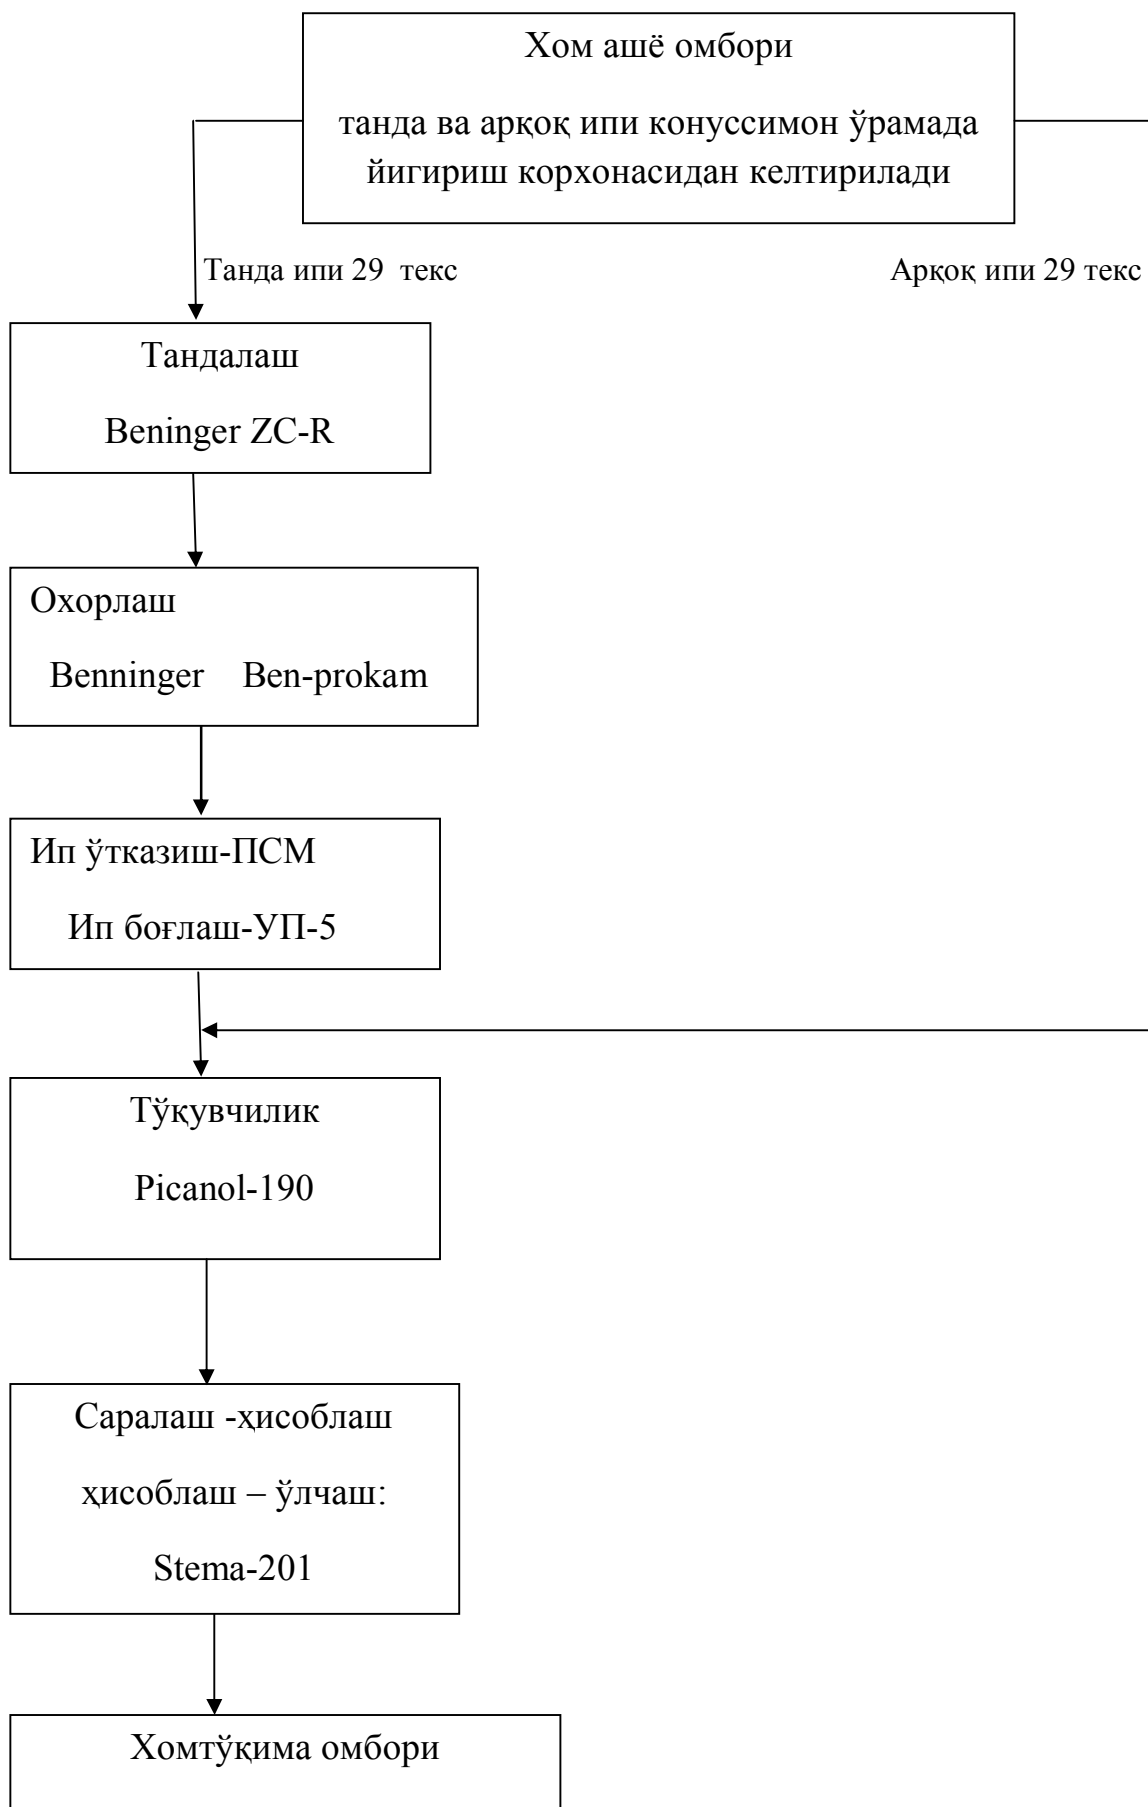 Хом ашё омбори
танда ва арқоқ ипи конуссимон ўрамада
йигириш корхонасидан келтирилади
Танда ипи 29 текс
Арқоқ ипи 29 текс
Тандалаш
Beninger ZC-R
Охорлаш
Benninger Ben-prokam
Ип ўтказиш-ПСМ
Ип боғлаш-УП-5
Тўқувчилик
Picanol-190
Саралаш -ҳисоблаш
ҳисоблаш – ўлчаш:
Stema-201
Хомтўқима омбори